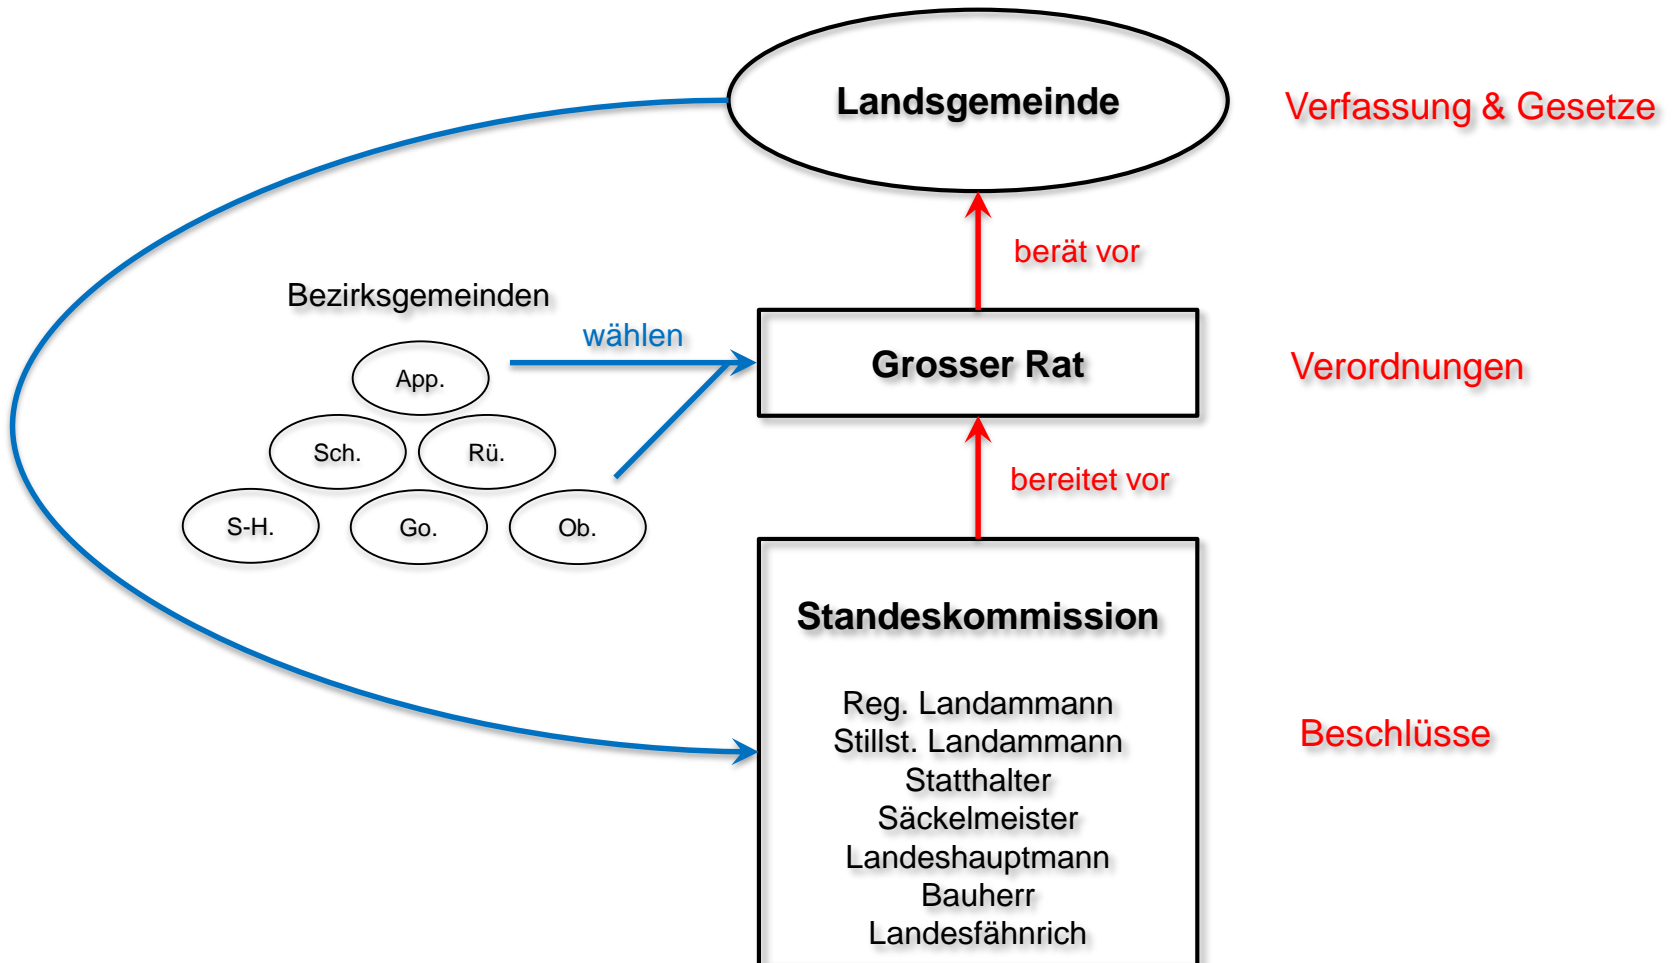 Landsgemeinde
Verfassung & Gesetze
berät vor
Bezirksgemeinden
wählen
Grosser Rat
Verordnungen
App.
Sch.
Rü.
S-H.
Go.
Ob.
bereitet vor
Standeskommission
Reg. Landammann
Stillst. Landammann
Statthalter
Säckelmeister
Landeshauptmann
Bauherr
Landesfähnrich
Beschlüsse